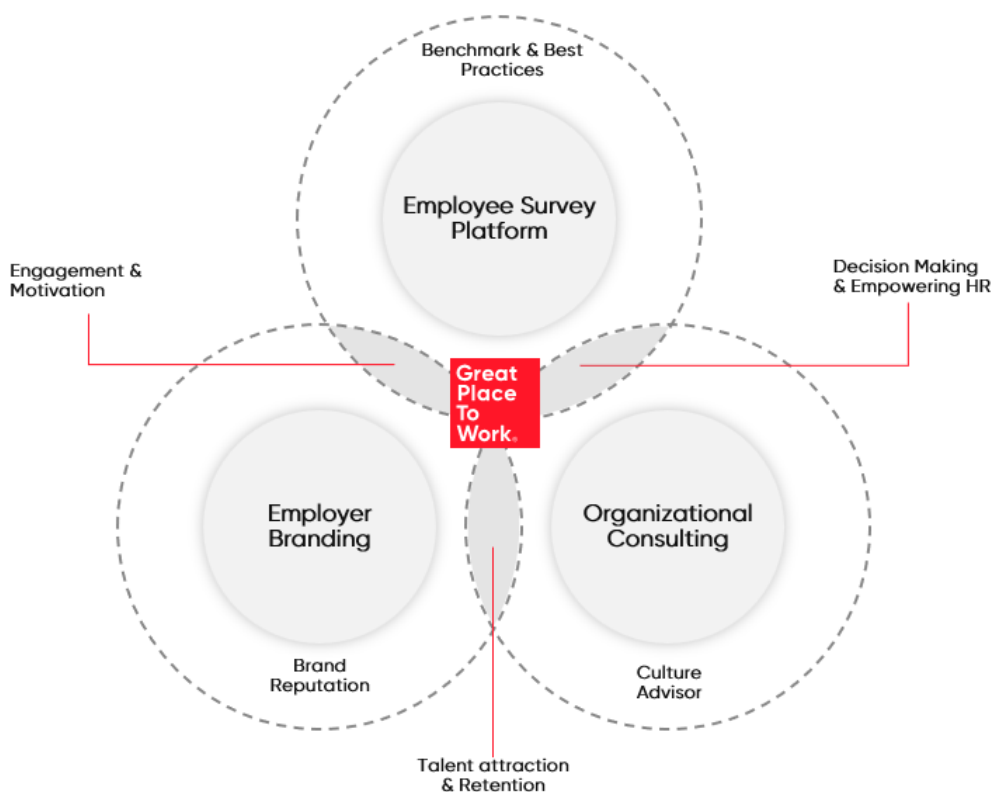 Benchmark & Best
Practices
Employee Survey
Platform
Engagement &
Motivation
Decision Making
& Empowering HR
Great
Place
To
Work®
Employer
Branding
Organizational
Consulting
Brand
Reputation
Culture
Advisor
Talent attraction
& Retention